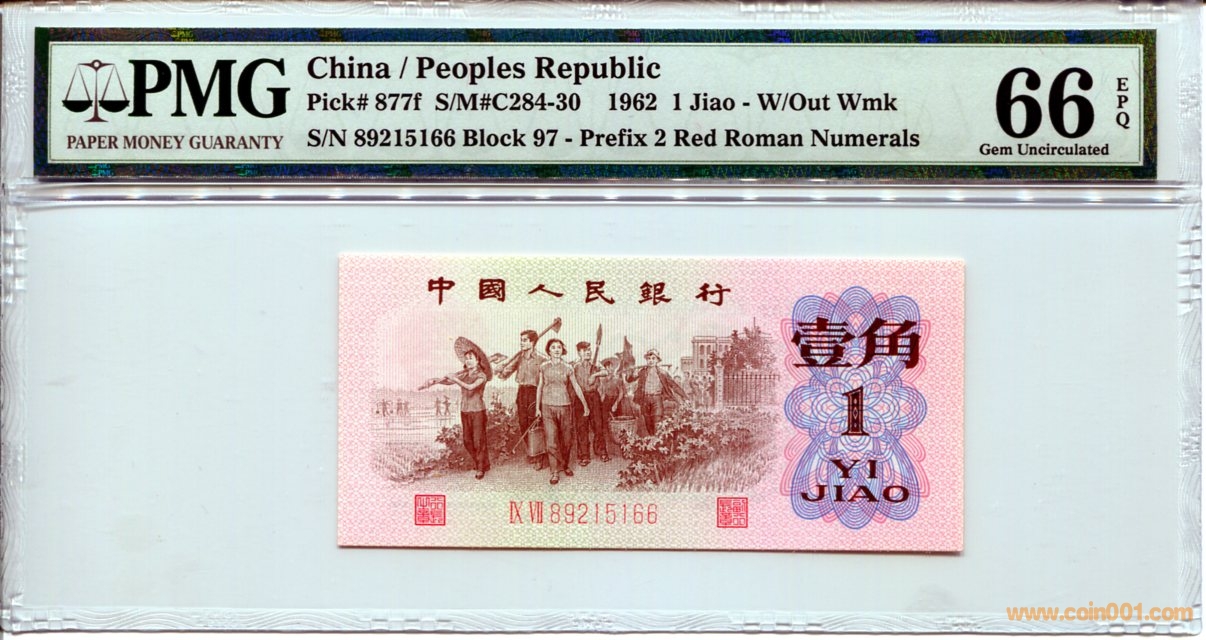 PMG
PAPER MONEY GUARANTY
China / Peoples Republic
Pick# 877f S/M#C284-30 1962 1 Jiao - W/Out Wmk
S/N 89215166 Block 97 - Prefix 2 Red Roman Numerals
66
EPQ
Gem Uncirculated
中國人民銀行
壹角
1
YI
JIAO
IX VII 89215166
www.coin001.com